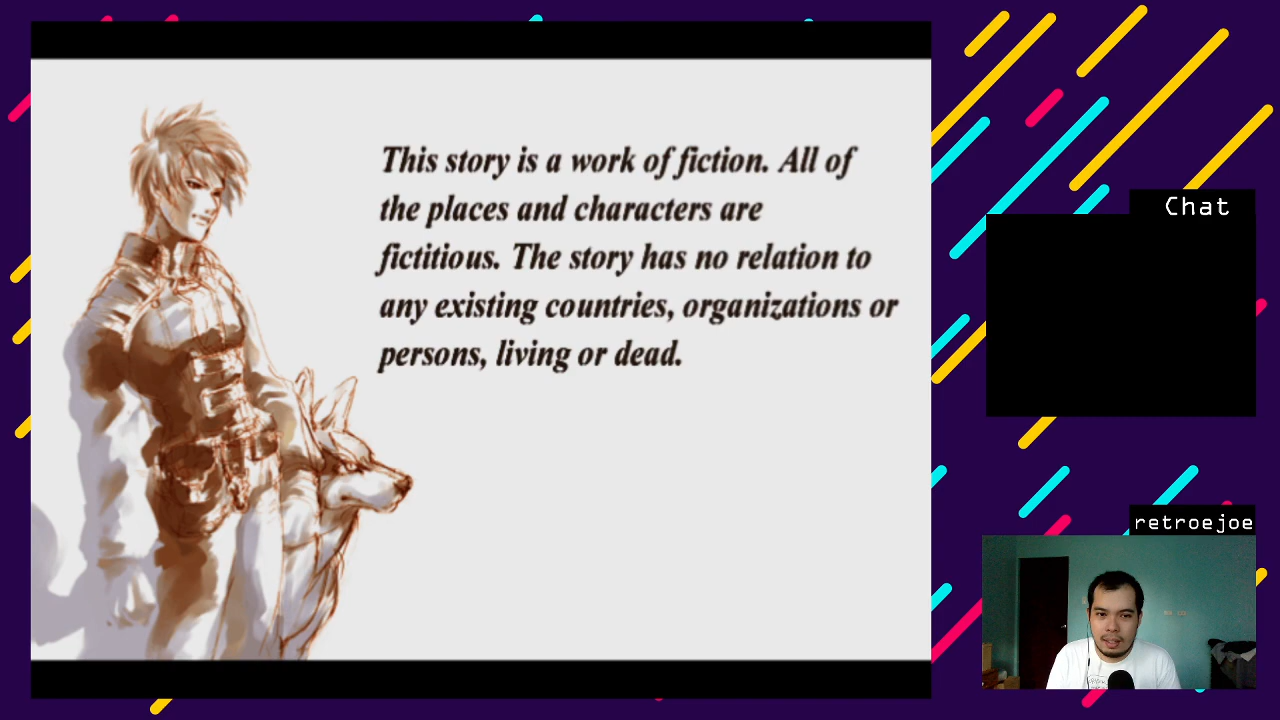 This story is a work of fiction. All of
the places and characters are
fictitious. The story has no relation to
any existing countries, organizations or
persons, living or dead.
Chat
retroejoe